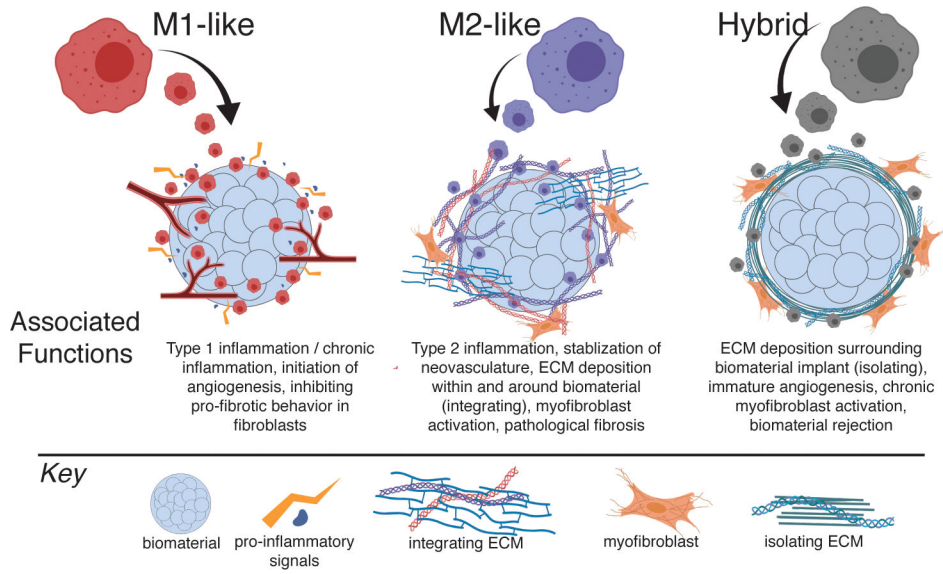 M1-like
M2-like
Hybrid
Associated
Functions
Type 1 inflammation / chronic
inflammation, initiation of
angiogenesis, inhibiting
pro-fibrotic behavior in
fibroblasts
Type 2 inflammation, stablization of
neovasculature, ECM deposition
within and around biomaterial
(integrating), myofibroblast
activation, pathological fibrosis
ECM deposition surrounding
biomaterial implant (isolating),
immature angiogenesis, chronic
myofibroblast activation,
biomaterial rejection
Key
biomaterial
pro-inflammatory
signals
integrating ECM
myofibroblast
isolating ECM